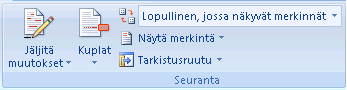 Jäljitä
muutokset
Kuplat
Lopullinen, jossa näkyvät merkinnät
Näytä merkintä
Tarkistusruutu
Seuranta